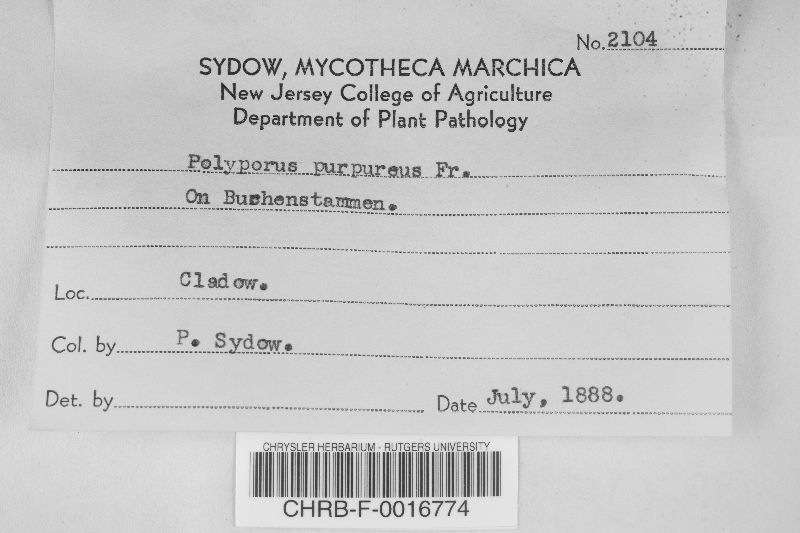 No. 2104
SYDOW, MYCOTHECA MARCHICA
New Jersey College of Agriculture
Department of Plant Pathology
Polyporus purpureus Fr.
On Buchenstammen.
Loc. Cladow.
Col. by P. Sydow.
Det. by
Date July, 1888.
CHRYSLER HERBARIUM - RUTGERS UNIVERSITY
CHRB-F-0016774